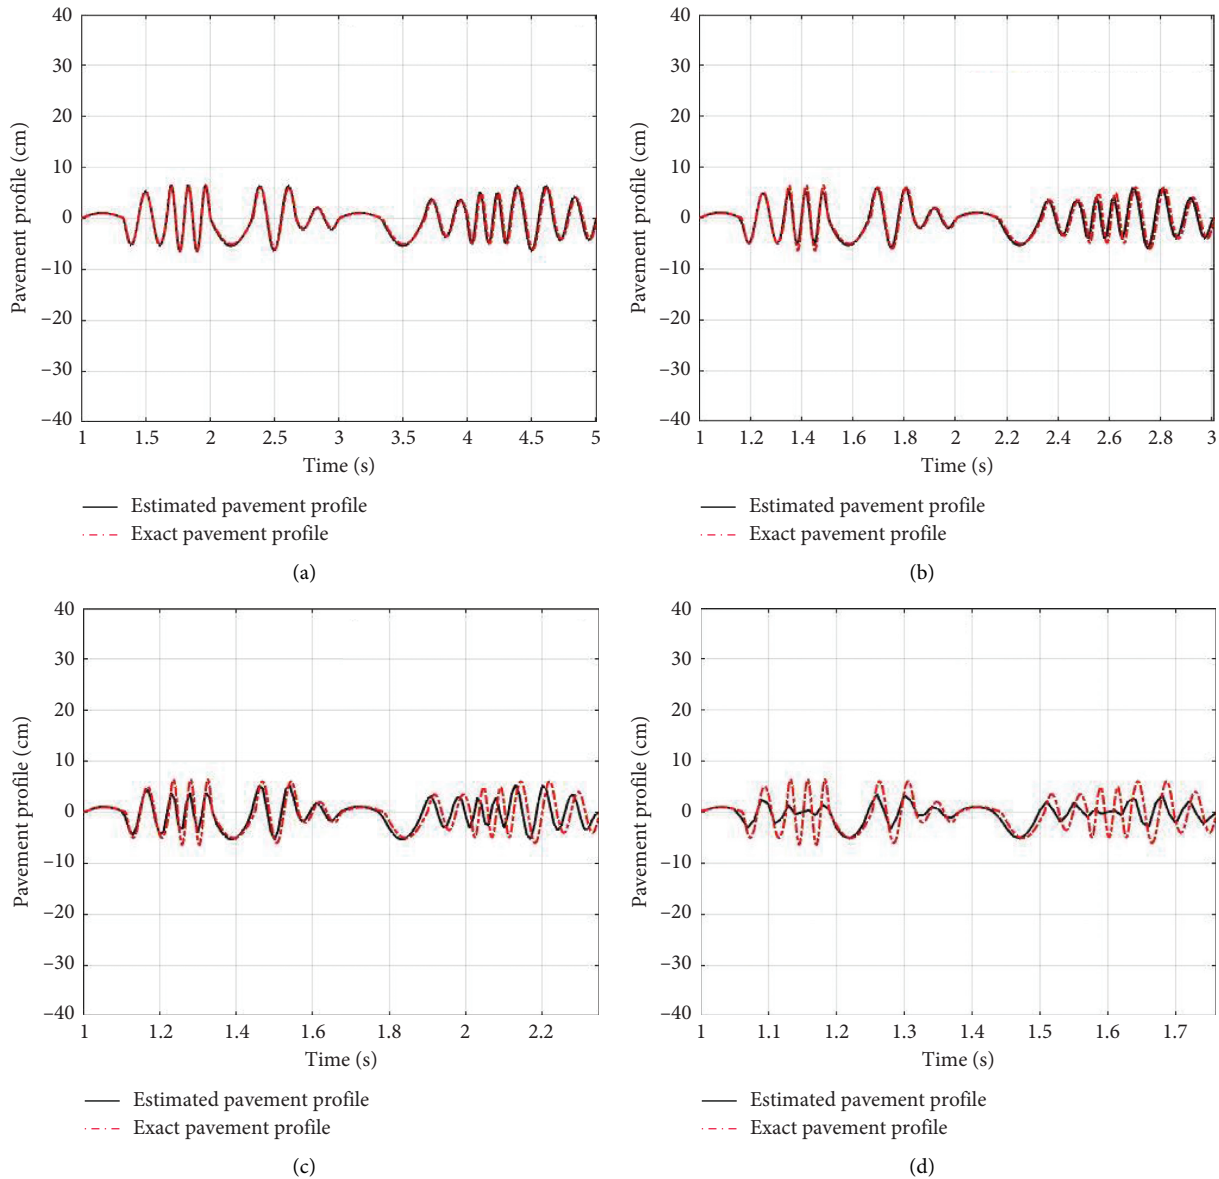 40
30
20
10
0
–10
–20
–30
–40
Pavement profile (cm)
1 1.5 2 2.5 3 3.5 4 4.5 5
Time (s)
Estimated pavement profile
Exact pavement profile
(a)
40
30
20
10
0
–10
–20
–30
–40
Pavement profile (cm)
1 1.2 1.4 1.6 1.8 2 2.2 2.4 2.6 2.8 3
Time (s)
Estimated pavement profile
Exact pavement profile
(b)
40
30
20
10
0
–10
–20
–30
–40
Pavement profile (cm)
1 1.2 1.4 1.6 1.8 2 2.2
Time (s)
Estimated pavement profile
Exact pavement profile
(c)
40
30
20
10
0
–10
–20
–30
–40
Pavement profile (cm)
1 1.1 1.2 1.3 1.4 1.5 1.6 1.7
Time (s)
Estimated pavement profile
Exact pavement profile
(d)